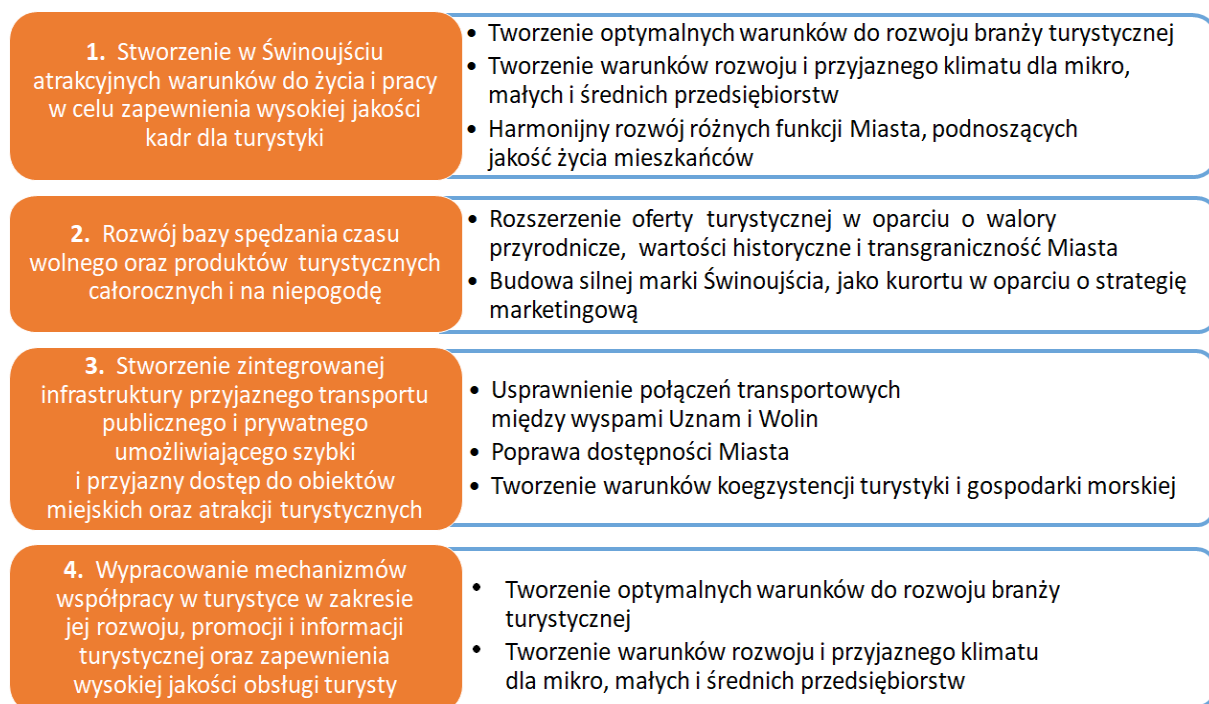 1. Stworzenie w Świnoujściu
atrakcyjnych warunków do życia i pracy
w celu zapewnienia wysokiej jakości
kadr dla turystyki
• Tworzenie optymalnych warunków do rozwoju branży turystycznej
• Tworzenie warunków rozwoju i przyjaznego klimatu dla mikro,
małych i średnich przedsiębiorstw
• Harmonijny rozwój różnych funkcji Miasta, podnoszących
jakość życia mieszkańców
2. Rozwój bazy spędzania czasu
wolnego oraz produktów turystycznych
całorocznych i na niepogodę
• Rozszerzenie oferty turystycznej w oparciu o walory
przyrodnicze, wartości historyczne i transgraniczność Miasta
• Budowa silnej marki Świnoujścia, jako kurortu w oparciu o strategię
marketingową
3. Stworzenie zintegrowanej
infrastruktury przyjaznego transportu
publicznego i prywatnego
umożliwiającego szybki
i przyjazny dostęp do obiektów
miejskich oraz atrakcji turystycznych
• Usprawnienie połączeń transportowych
między wyspami Uznam i Wolin
• Poprawa dostępności Miasta
• Tworzenie warunków koegzystencji turystyki i gospodarki morskiej
4. Wypracowanie mechanizmów
współpracy w turystyce w zakresie
jej rozwoju, promocji i informacji
turystycznej oraz zapewnienia
wysokiej jakości obsługi turysty
• Tworzenie optymalnych warunków do rozwoju branży
turystycznej
• Tworzenie warunków rozwoju i przyjaznego klimatu
dla mikro, małych i średnich przedsiębiorstw